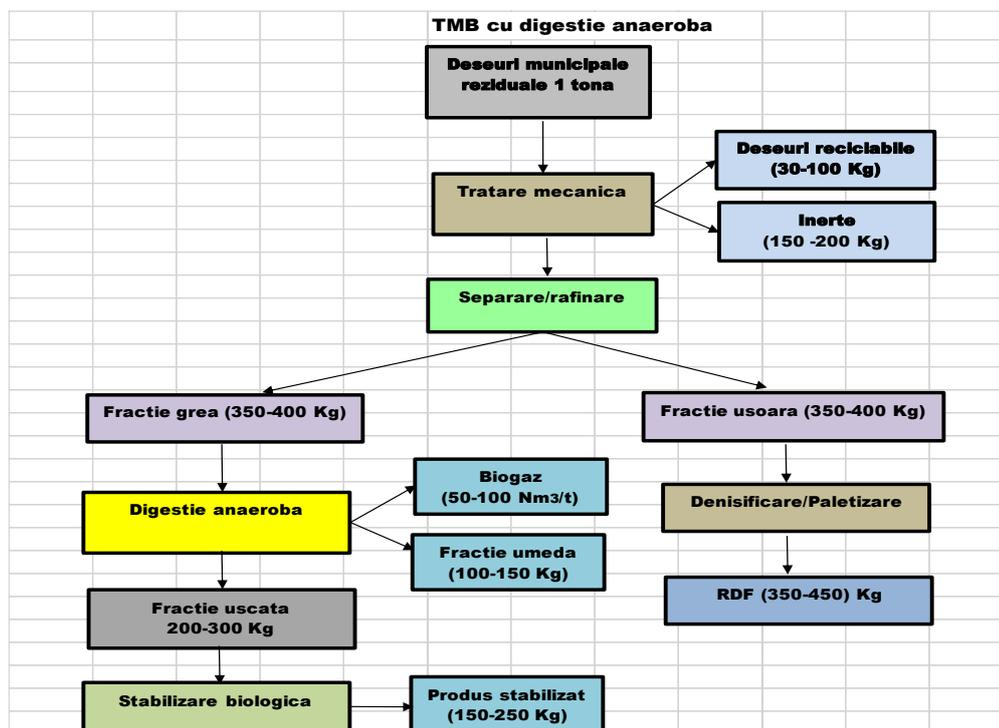 TMB cu digestie anaeroba
Deseuri municipale
reziduale 1 tona
Deseuri reciclabile
(30-100 Kg)
Tratare mecanica
Inerte
(150 -200 Kg)
Separare/rafinare
Fractie grea (350-400 Kg)
Fractie usoara (350-400 Kg)
Biogaz
(50-100 Nm3/t)
Digestie anaeroba
Denisificare/Paletizare
Fractie umeda
(100-150 Kg)
RDF (350-450) Kg
Fractie uscata
200-300 Kg
Stabilizare biologica
Produs stabilizat
(150-250 Kg)